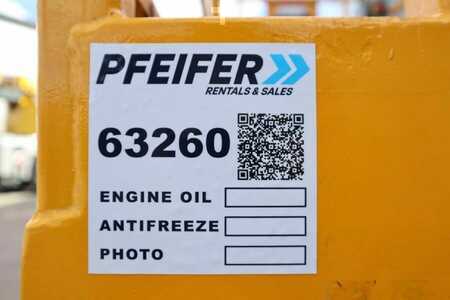 PFEIFER
RENTALS & SALES
63260
ENGINE OIL
ANTIFREEZE
PHOTO